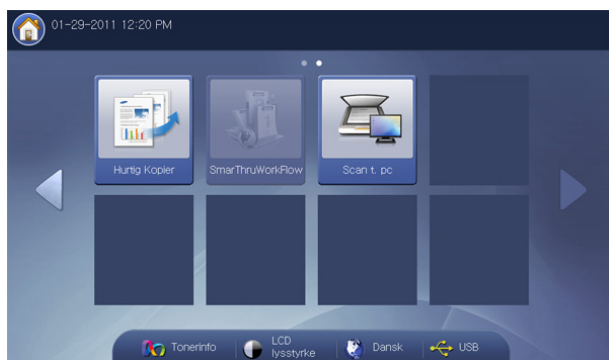 01-29-2011 12:20 PM
Hurtig Kopier
SmarThruWorkFlow
Scan t. pc
Tonerinfo
LCD
lysstyrke
Dansk
USB